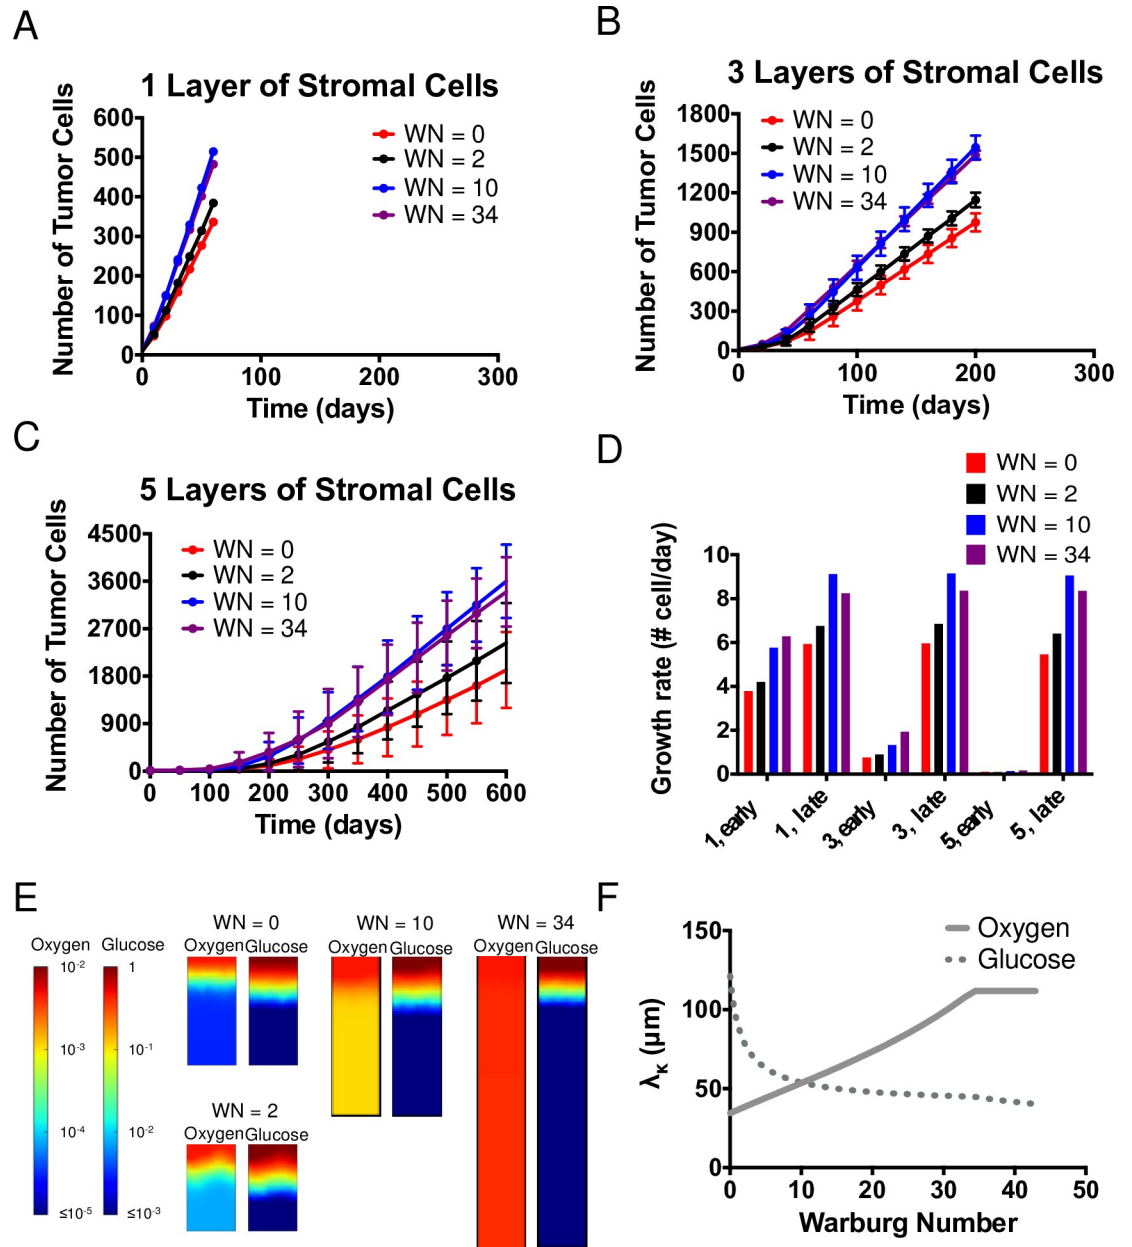 A
1 Layer of Stromal Cells
Number of Tumor Cells
600
500
400
300
200
100
0
0
100
200
300
Time (days)
WN = 0
WN = 2
WN = 10
WN = 34
B
3 Layers of Stromal Cells
Number of Tumor Cells
1800
1500
1200
900
600
300
0
0
100
200
300
Time (days)
WN = 0
WN = 2
WN = 10
WN = 34
C
5 Layers of Stromal Cells
Number of Tumor Cells
4500
3600
2700
1800
900
0
0
100
200
300
400
500
600
Time (days)
WN = 0
WN = 2
WN = 10
WN = 34
D
WN = 0
WN = 2
WN = 10
WN = 34
Growth rate (# cell/day)
10
8
6
4
2
0
1, early
1, late
3, early
3, late
5, early
5, late
E
Oxygen
Glucose
10-2
10-3
10-4
≤10-5
1
10-1
10-2
≤10-3
WN = 0
Oxygen Glucose
WN = 2
Oxygen Glucose
WN = 10
Oxygen Glucose
WN = 34
Oxygen Glucose
F
Oxygen
Glucose
λκ (μm)
150
100
50
0
0
10
20
30
40
50
Warburg Number